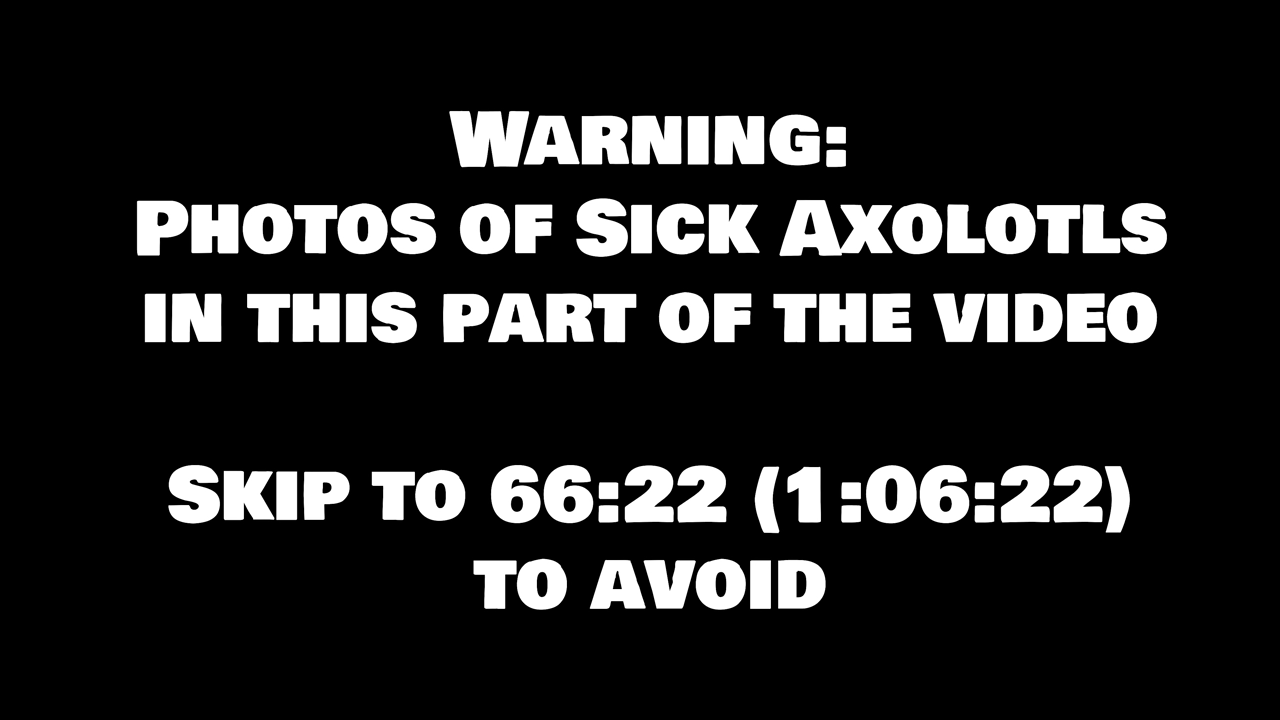 Warning:
Photos of Sick Axolotls
in this part of the video
Skip to 66:22 (1:06:22)
to avoid